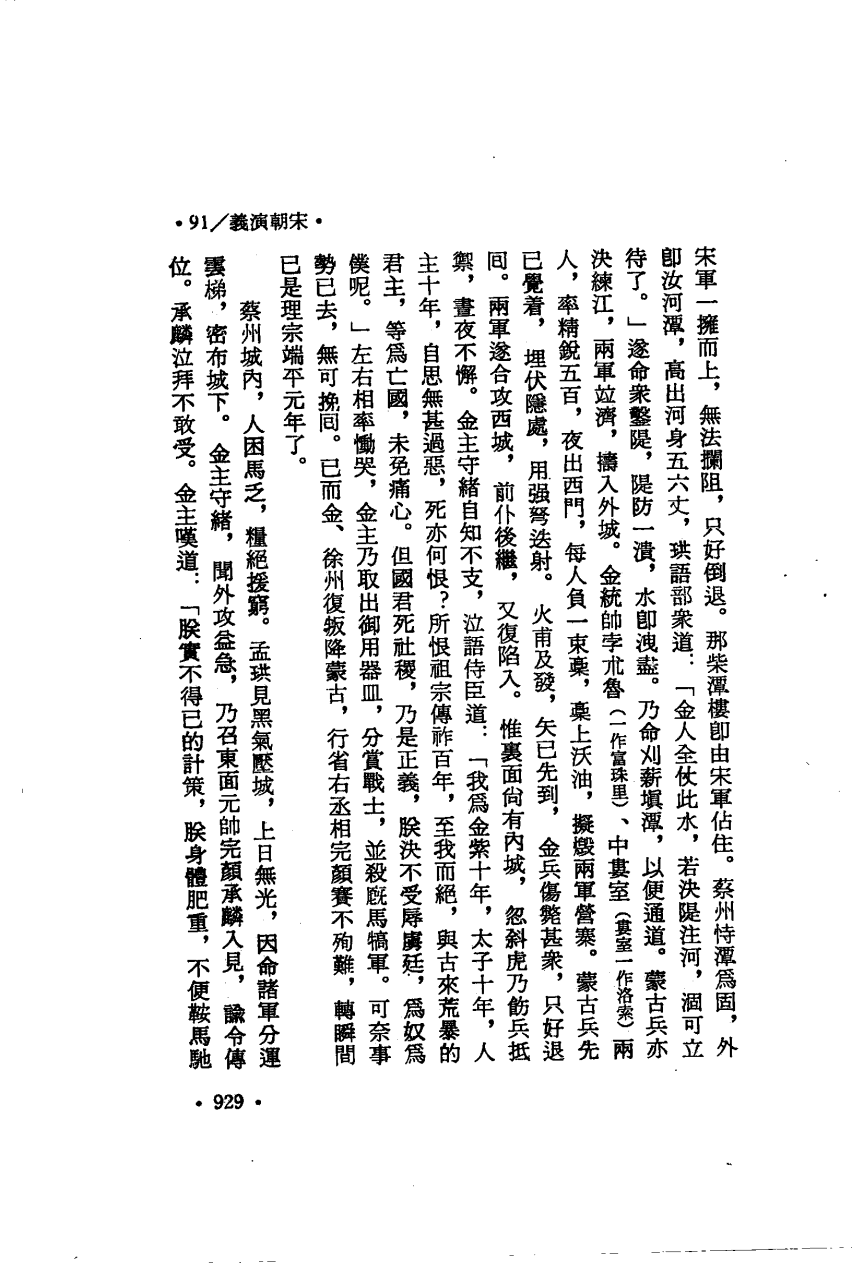 •91／義演朝宋•
宋軍一擁而上，無法攔阻，只好倒退。那柴潭樓卽由宋軍佔住。蔡州恃潭爲固，外
卽汝河潭，高出河身五六丈，珙語部衆道：「金人全仗此水，若決隄注河，涸可立
待了。」遂命衆鑿隄，隄防一潰，水卽洩盡。乃命刈薪塡潭，以便通道。蒙古兵亦
決練江，兩軍竝濟，擣入外城。金統帥孛朮魯（一作富珠里）、中婁室（婁室一作洛索）兩
人，率精銳五百，夜出西門，每人負一束藁，藁上沃油，擬燬兩軍營寨。蒙古兵先
已覺着，埋伏隱處，用强弩迭射。火甫及發，矢已先到，金兵傷斃甚衆，只好退
囘。兩軍遂合攻西城，前仆後繼，又復陷入。惟裏面尙有內城，忽斜虎乃飭兵抵
禦，晝夜不懈。金主守緖自知不支，泣語侍臣道：「我爲金紫十年，太子十年，人
主十年，自思無甚過惡，死亦何恨？所恨祖宗傳祚百年，至我而絕，與古來荒暴的
君主，等爲亡國，未免痛心。但國君死社稷，乃是正義，朕決不受辱虜廷，爲奴爲
僕呢。」左右相率慟哭，金主乃取出御用器皿，分賞戰士，並殺廐馬犒軍。可奈事
勢已去，無可挽囘。已而金、徐州復叛降蒙古，行省右丞相完顏賽不殉難，轉瞬間
已是理宗端平元年了。
蔡州城內，人困馬乏，糧絕援窮。孟珙見黑氣壓城，上日無光，因命諸軍分運
雲梯，密布城下。金主守緖，聞外攻益急，乃召東面元帥完顏承麟入見，諭令傳
位。承麟泣拜不敢受。金主嘆道：「朕實不得已的計策，朕身體肥重，不便鞍馬馳
•929•